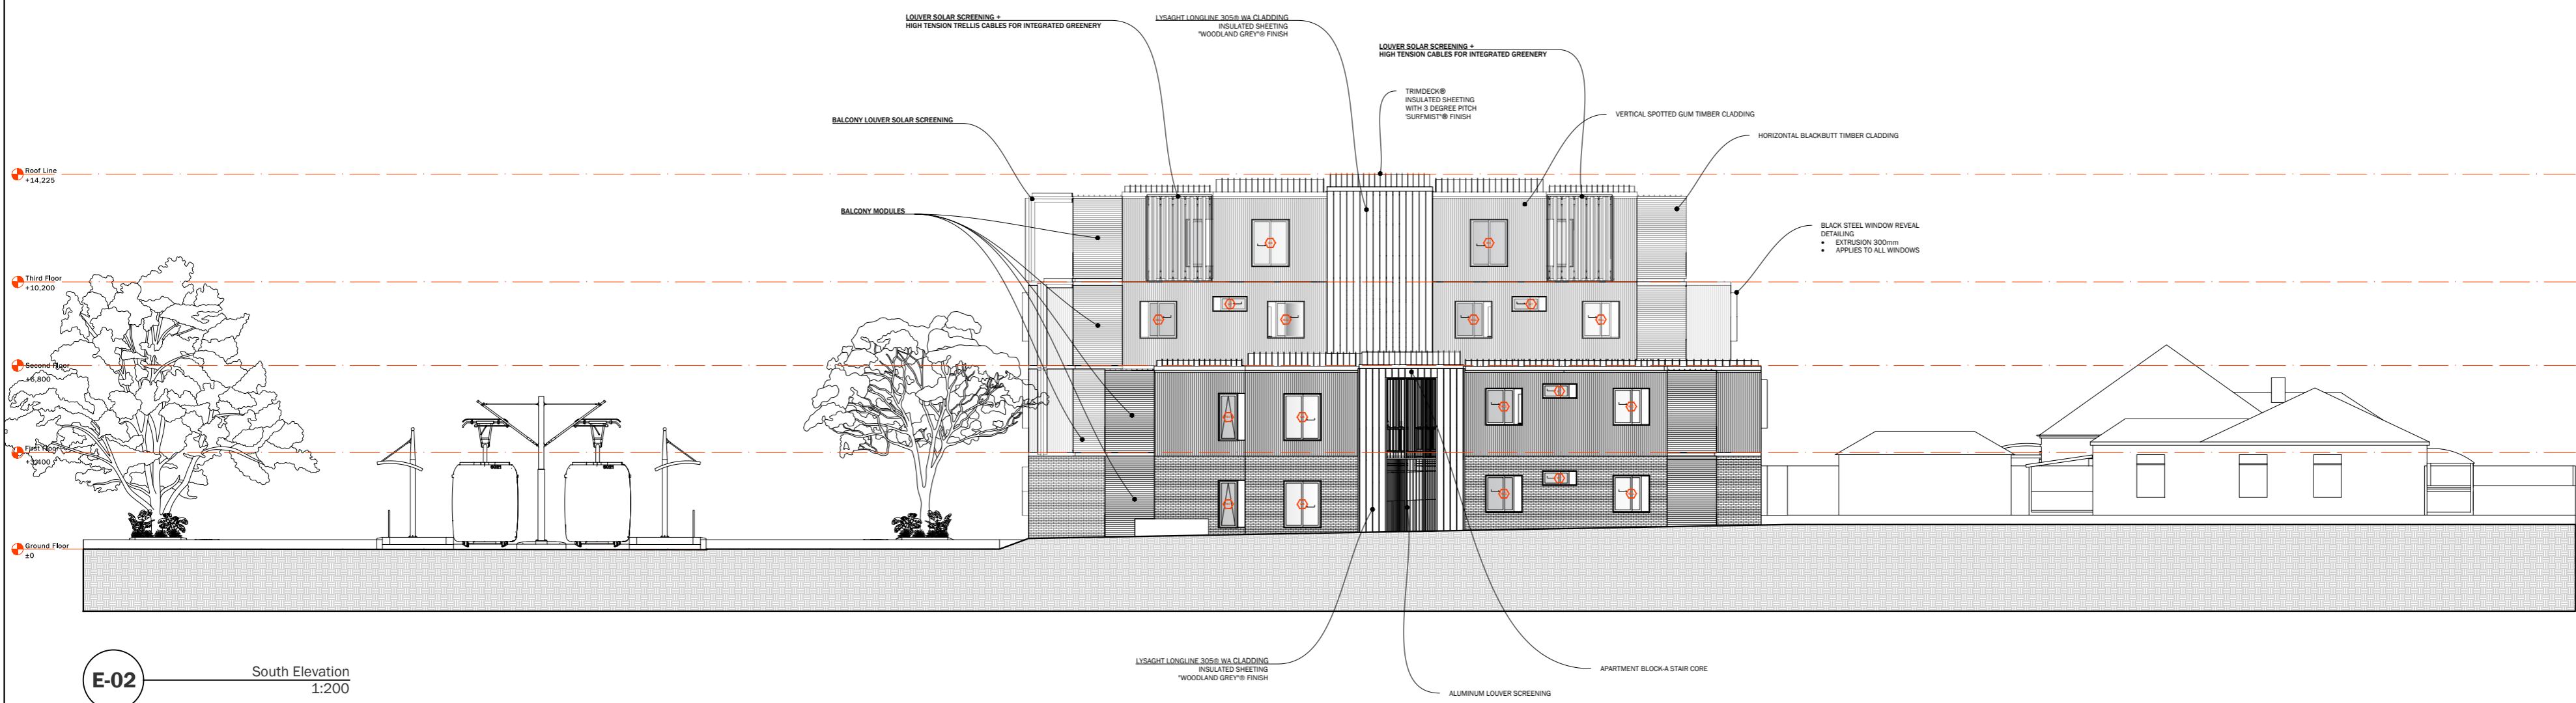 LOUVER SOLAR SCREENING +
HIGH TENSION TRELLIS CABLES FOR INTEGRATED GREENERY
LYSAGHT LONGLINE 305® WA CLADDING
INSULATED SHEETING
"WOODLAND GREY"® FINISH
LOUVER SOLAR SCREENING +
HIGH TENSION CABLES FOR INTEGRATED GREENERY
TRIMDECK®
INSULATED SHEETING
WITH 3 DEGREE PITCH
'SURFMIST'® FINISH
BALCONY LOUVER SOLAR SCREENING
VERTICAL SPOTTED GUM TIMBER CLADDING
HORIZONTAL BLACKBUTT TIMBER CLADDING
Roof Line
+14,225
BALCONY MODULES
BLACK STEEL WINDOW REVEAL
DETAILING
• EXTRUSION 300mm
• APPLIES TO ALL WINDOWS
Third Floor
+10,200
Second Floor
+6,800
First Floor
+3,400
Ground Floor
±0
LYSAGHT LONGLINE 305® WA CLADDING
INSULATED SHEETING
"WOODLAND GREY"® FINISH
APARTMENT BLOCK-A STAIR CORE
ALUMINUM LOUVER SCREENING
E-02
South Elevation
1:200